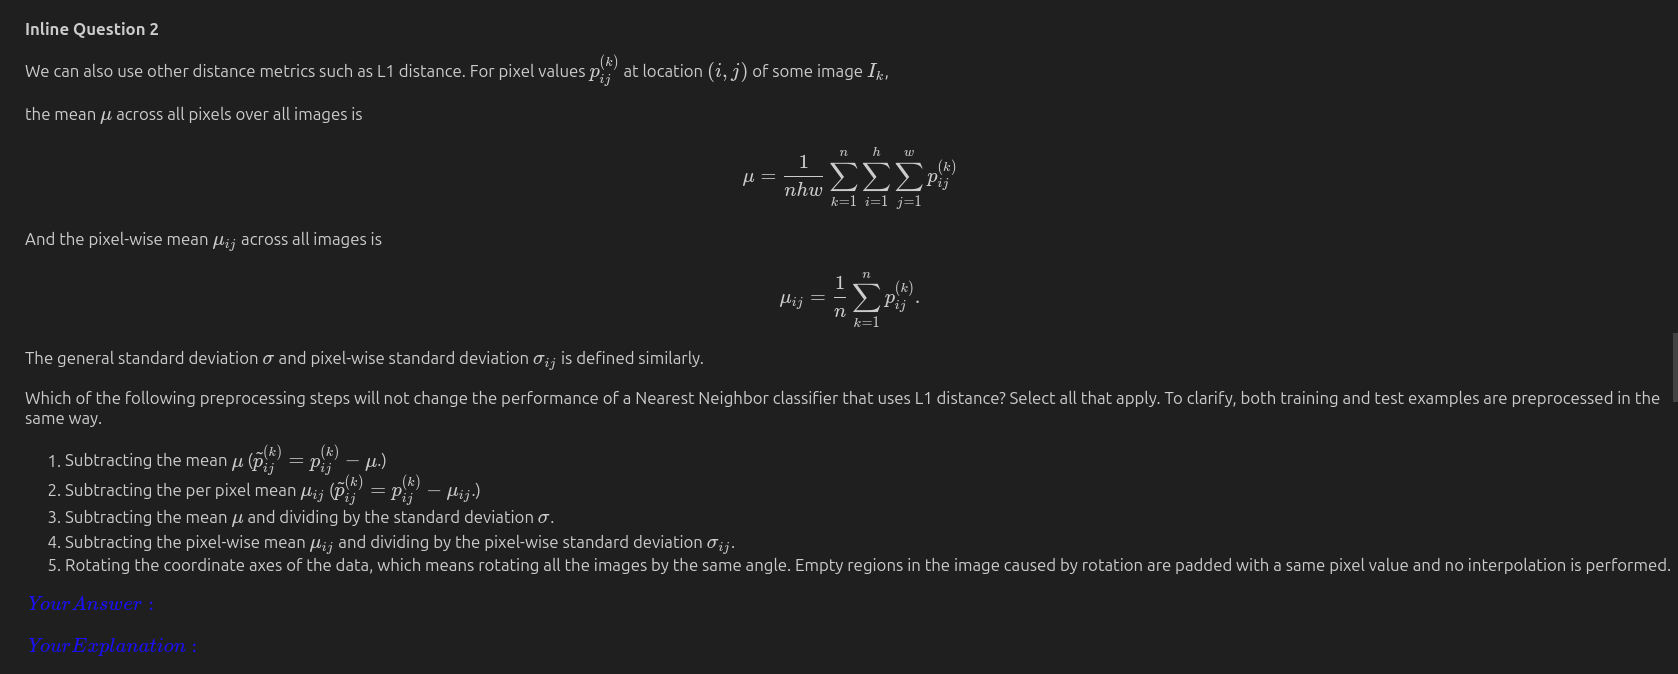 Inline Question 2
We can also use other distance metrics such as L1 distance. For pixel values $p_{ij}^{(k)}$ at location $(i, j)$ of some image $I_k$,
the mean $\mu$ across all pixels over all images is
$$\mu = \frac{1}{nhw} \sum_{k=1}^{n} \sum_{i=1}^{h} \sum_{j=1}^{w} p_{ij}^{(k)}$$
And the pixel-wise mean $\mu_{ij}$ across all images is
$$\mu_{ij} = \frac{1}{n} \sum_{k=1}^{n} p_{ij}^{(k)}.$$
The general standard deviation $\sigma$ and pixel-wise standard deviation $\sigma_{ij}$ is defined similarly.
Which of the following preprocessing steps will not change the performance of a Nearest Neighbor classifier that uses L1 distance? Select all that apply. To clarify, both training and test examples are preprocessed in the
same way.
1. Subtracting the mean $\mu$ ($\tilde{p}_{ij}^{(k)} = p_{ij}^{(k)} - \mu$.)
2. Subtracting the per pixel mean $\mu_{ij}$ ($\tilde{p}_{ij}^{(k)} = p_{ij}^{(k)} - \mu_{ij}$.)
3. Subtracting the mean $\mu$ and dividing by the standard deviation $\sigma$.
4. Subtracting the pixel-wise mean $\mu_{ij}$ and dividing by the pixel-wise standard deviation $\sigma_{ij}$.
5. Rotating the coordinate axes of the data, which means rotating all the images by the same angle. Empty regions in the image caused by rotation are padded with a same pixel value and no interpolation is performed.
YourAnswer :
YourExplanation :